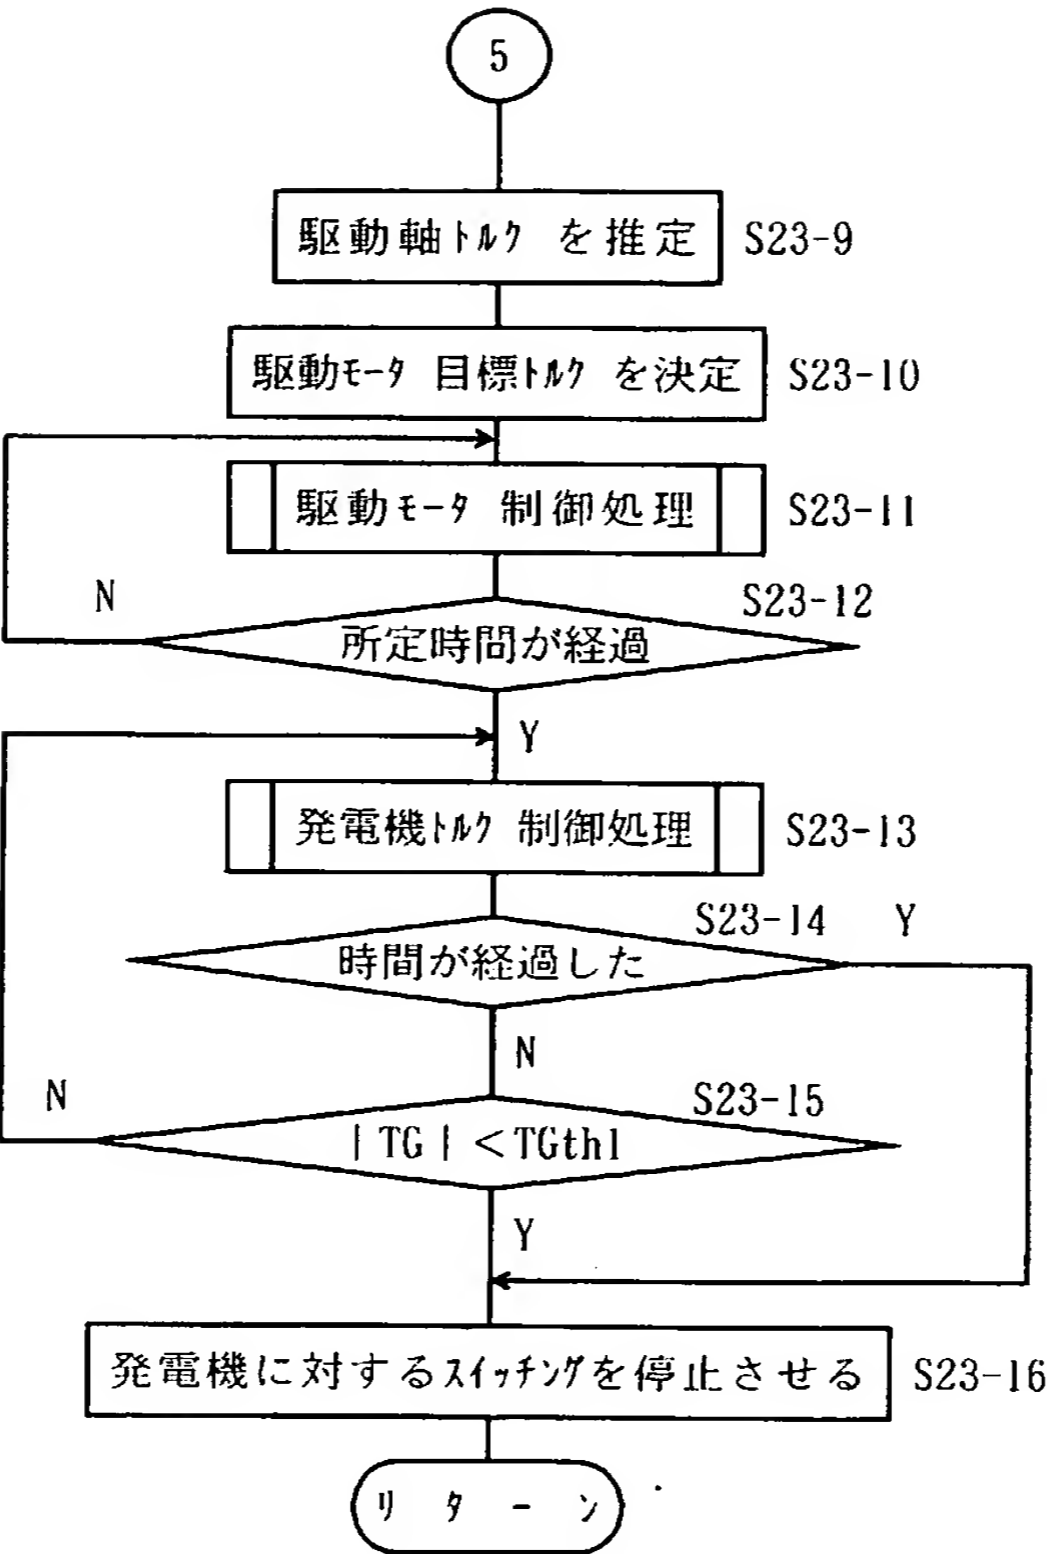 5
駆動軸トルク を推定 S23-9
駆動モータ 目標トルク を決定 S23-10
駆動モータ 制御処理 S23-11
N
S23-12
所定時間が経過
Y
発電機トルク 制御処理 S23-13
S23-14 Y
時間が経過した
N
N
S23-15
|TG|<TGth1
Y
発電機に対するスイッチングを停止させる S23-16
リターン